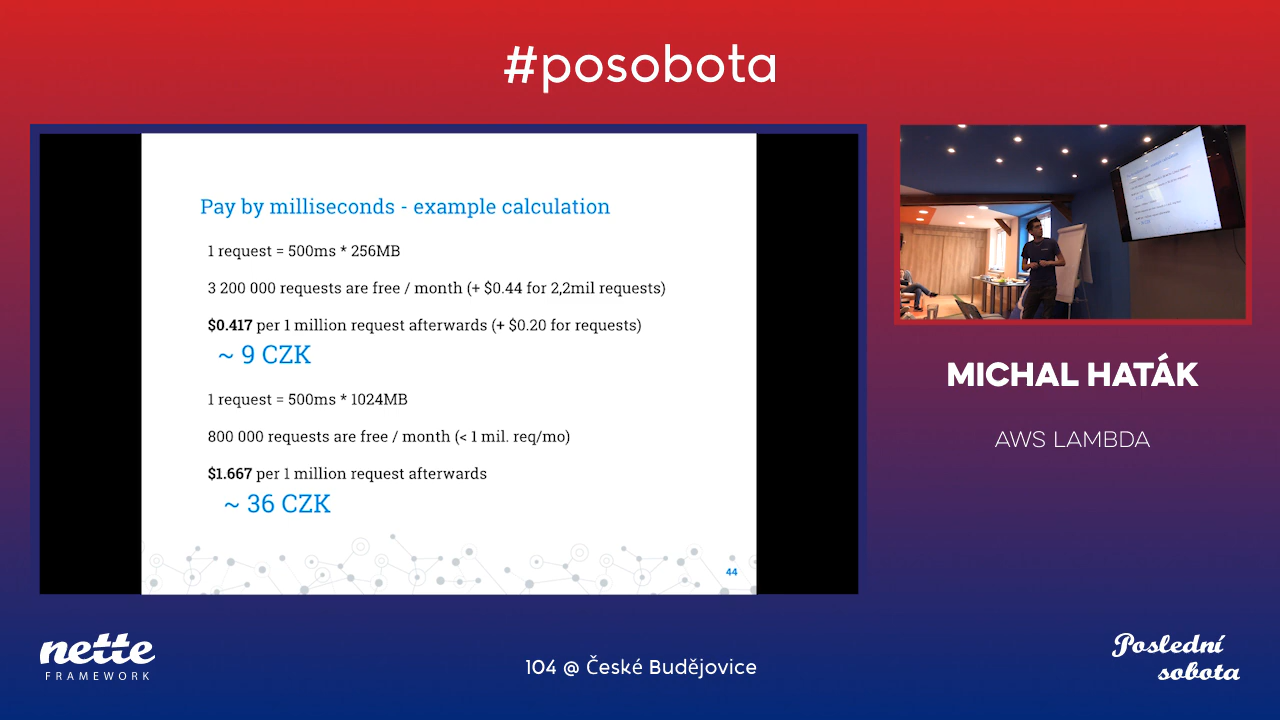 #posobota
Pay by milliseconds - example calculation
1 request = 500ms * 256MB
3 200 000 requests are free / month (+ $0.44 for 2,2mil requests)
$0.417 per 1 million request afterwards (+ $0.20 for requests)
~ 9 CZK
1 request = 500ms * 1024MB
800 000 requests are free / month (< 1 mil. req/mo)
$1.667 per 1 million request afterwards
~ 36 CZK
44
MICHAL HATÁK
AWS LAMBDA
nette
FRAMEWORK
104 @ České Budějovice
Poslední
sobota